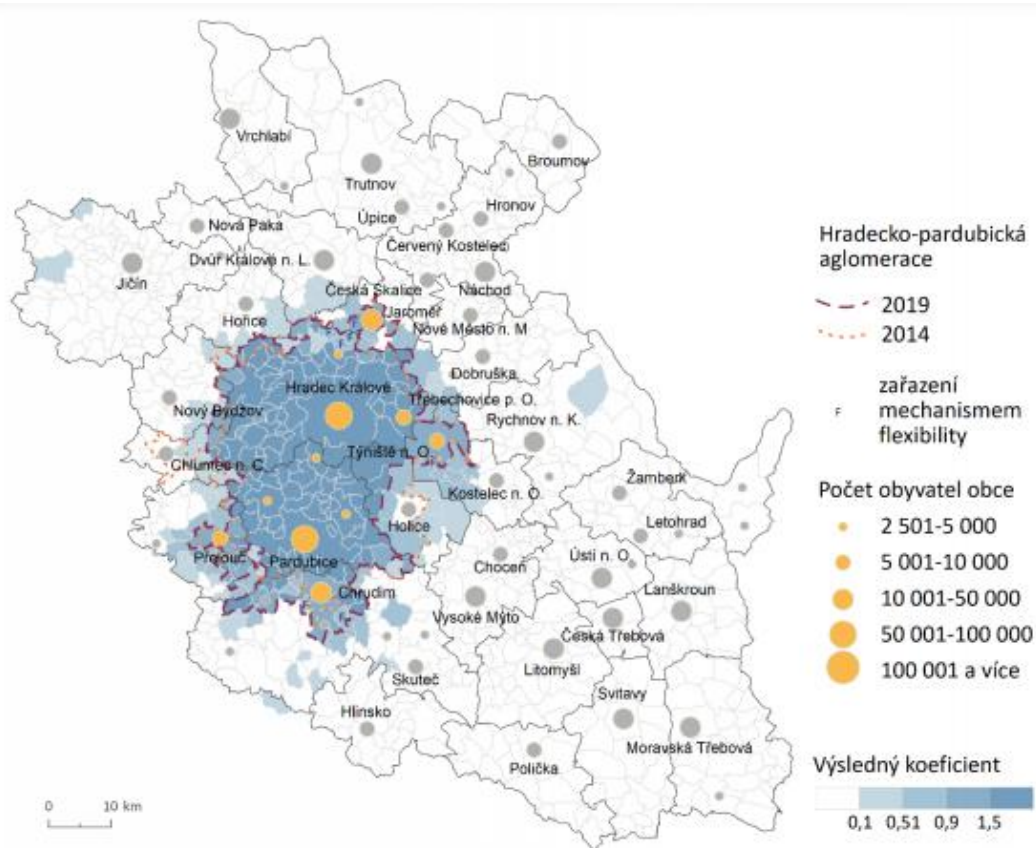 Vrchlabí
Broumov
Trutnov
Hronov
Úpice
Nová Paka
Červený Kostelec
Dvůr Králové n. L.
Jičín
Náchod
Česká Skalice
Hořice
Jaroměř
Nové Město n. M
Dobruška
Hradec Králové
Třebechovice p. O.
Nový Bydžov
Rychnov n. K.
Týniště n. O.
Chlumec n. C.
Žamberk
Kostelec n. O.
Holice
Letohrad
Ústí n. O.
Přelouč
Pardubice
Choceň
Lanškroun
Chrudim
Vysoké Mýto
Česká Třebová
Litomyšl
Skuteč
Svitavy
Hlinsko
Moravská Třebová
Polička
0 10 km
Hradecko-pardubická
aglomerace
2019
2014
F
zařazení
mechanismem
flexibility
Počet obyvatel obce
2 501-5 000
5 001-10 000
10 001-50 000
50 001-100 000
100 001 a více
Výsledný koeficient
0,1 0,51 0,9 1,5